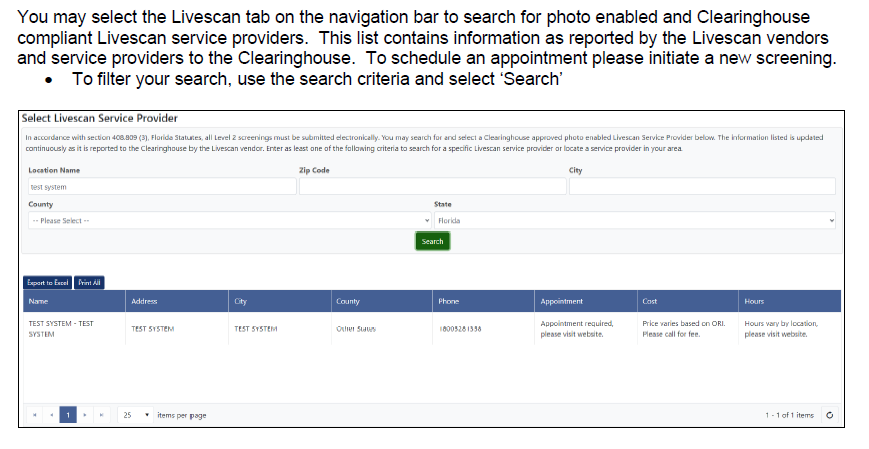 You may select the Livescan tab on the navigation bar to search for photo enabled and Clearinghouse
compliant Livescan service providers. This list contains information as reported by the Livescan vendors
and service providers to the Clearinghouse. To schedule an appointment please initiate a new screening.
• To filter your search, use the search criteria and select ‘Search’
Select Livescan Service Provider
In accordance with section 408.809 (3), Florida Statutes, all Level 2 screenings must be submitted electronically. You may search for and select a Clearinghouse approved photo enabled Livescan Service Provider below. The information listed is updated
continuously as it is reported to the Clearinghouse by the Livescan vendor. Enter as least one of the following criteria to search for a specific Livescan service provider or locate a service provider in your area.
Location Name Zip Code City
test system
County State
-- Please Select -- Florida
Search
Export to Excel Print All
Name Address City County Phone Appointment Cost Hours
TEST SYSTEM - TEST Appointment required, Price varies based on ORI. Hours vary by location,
SYSTEM TEST SYSTEM TEST SYSTEM Other States 18003281338 please visit website. Please call for fee. please visit website.
1 25 items per page 1 - 1 of 1 items